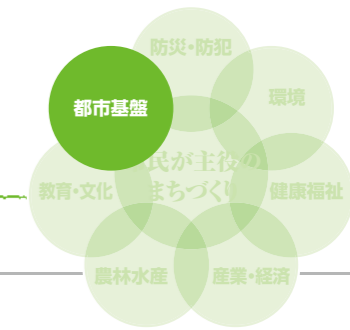 防災・防犯
都市基盤
環境
民が主役の
まちづくり
教育・文化
健康福祉
農林水産
産業・経済